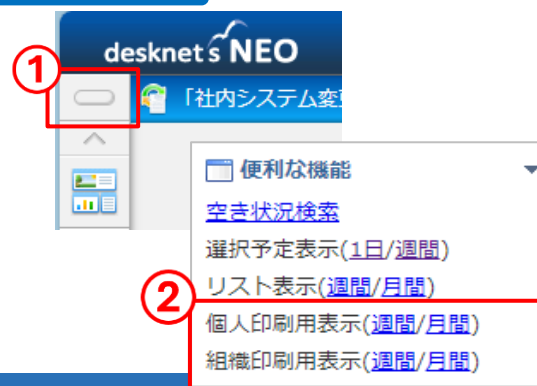 desknet's NEO
①
「社内システム変
便利な機能
空き状況検索
選択予定表示(1日/週間)
リスト表示(週間/月間)
②
個人印刷用表示(週間/月間)
組織印刷用表示(週間/月間)